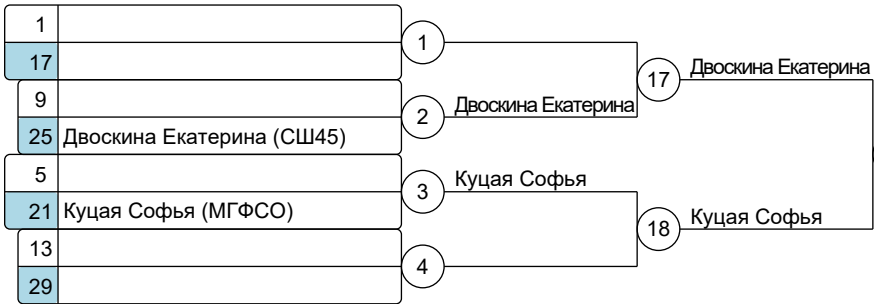 1
17
1
9
25 Двоскина Екатерина (СШ45)
2 Двоскина Екатерина
17 Двоскина Екатерина
5
21 Куцая Софья (МГФСО)
3 Куцая Софья
13
29
4
18 Куцая Софья